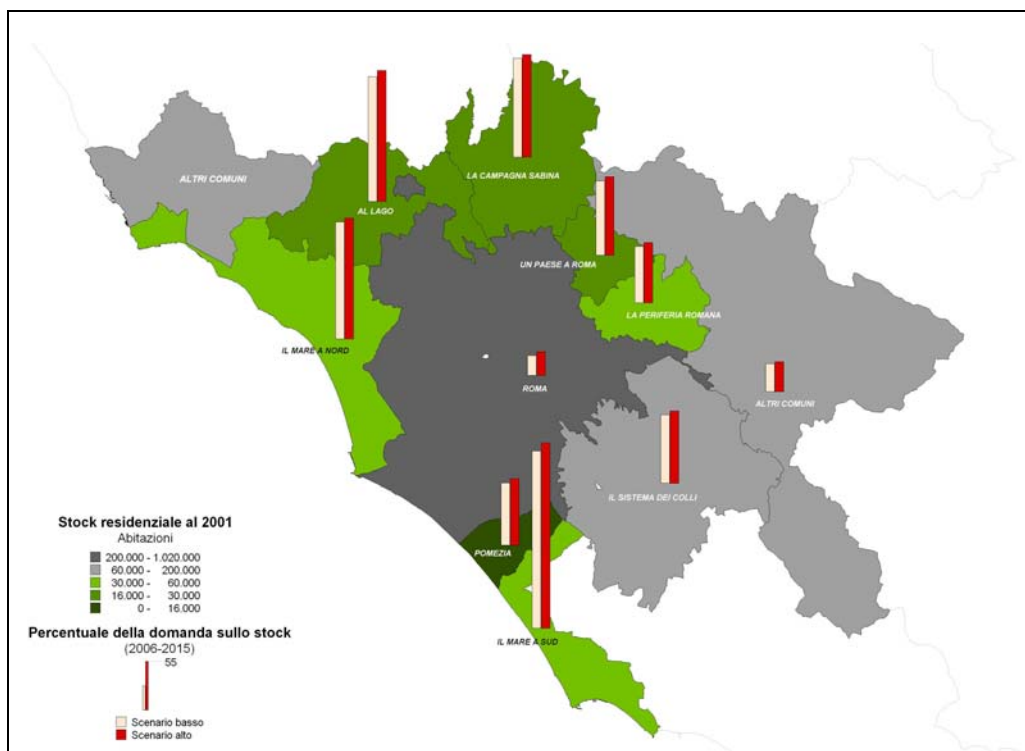 ALTRI COMUNI
LA CAMPAGNA SABINA
AL LAGO
UN PAESE A ROMA
LA PERIFERIA ROMANA
IL MARE A NORD
ROMA
ALTRI COMUNI
IL SISTEMA DEI COLLI
POMEZIA
IL MARE A SUD
Stock residenziale al 2001
Abitazioni
200.000 - 1.020.000
60.000 - 200.000
30.000 - 60.000
16.000 - 30.000
0 - 16.000
Percentuale della domanda sullo stock
(2006-2015)
55
Scenario basso
Scenario alto